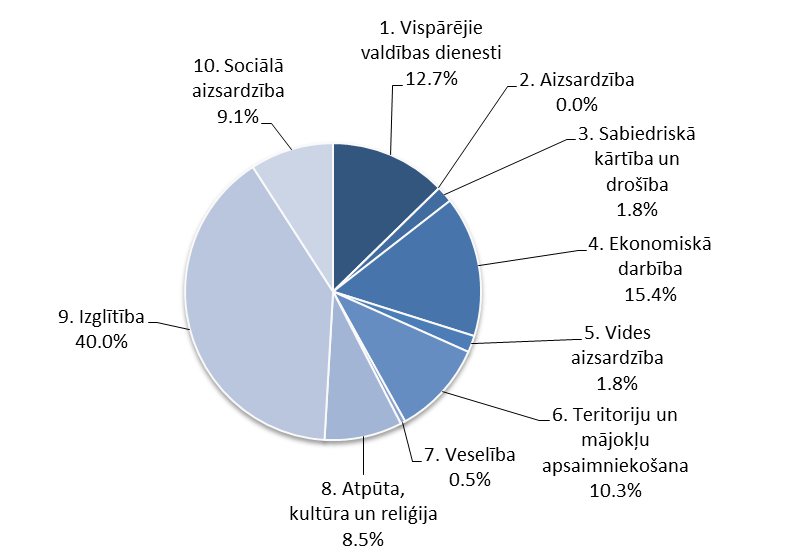 1. Vispārējie
valdības dienesti
12.7%
2. Aizsardzība
0.0%
3. Sabiedriskā
kārtība un
drošība
1.8%
4. Ekonomiskā
darbība
15.4%
5. Vides
aizsardzība
1.8%
6. Teritoriju un
mājokļu
apsaimniekošana
10.3%
7. Veselība
0.5%
8. Atpūta,
kultūra un reliģija
8.5%
9. Izglītība
40.0%
10. Sociālā
aizsardzība
9.1%